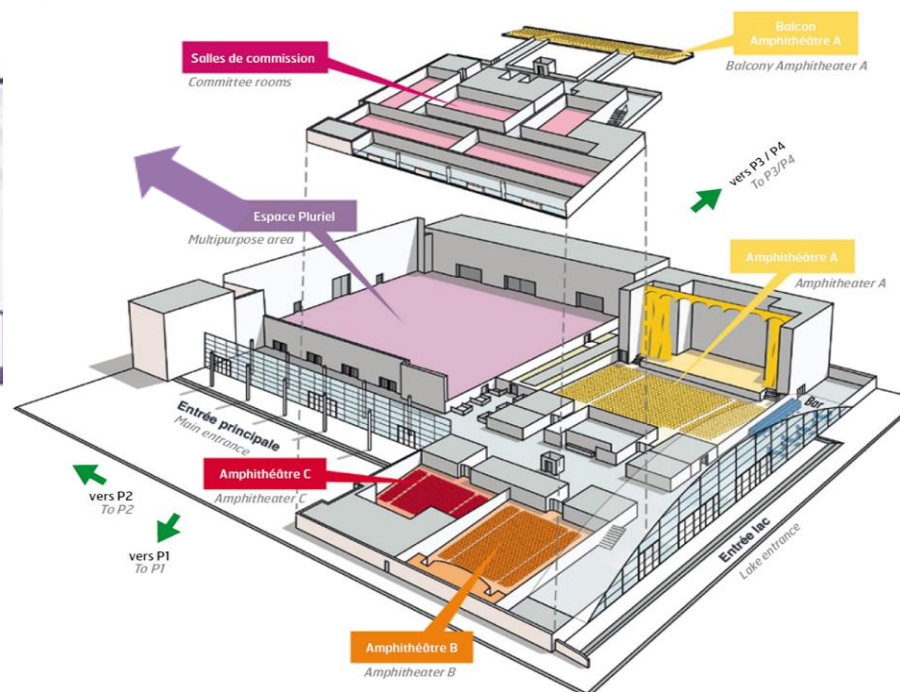 Balcon
Amphithéâtre A
Balcony Amphitheater A
Salles de commission
Committee rooms
vers P3 / P4
To P3/P4
Espace Pluriel
Multipurpose area
Amphithéâtre A
Amphitheater A
Bar
Entrée principale
Main entrance
Amphithéâtre C
Amphitheater C
vers P2
To P2
vers P1
To P1
Entrée lac
Lake entrance
Amphithéâtre B
Amphitheater B